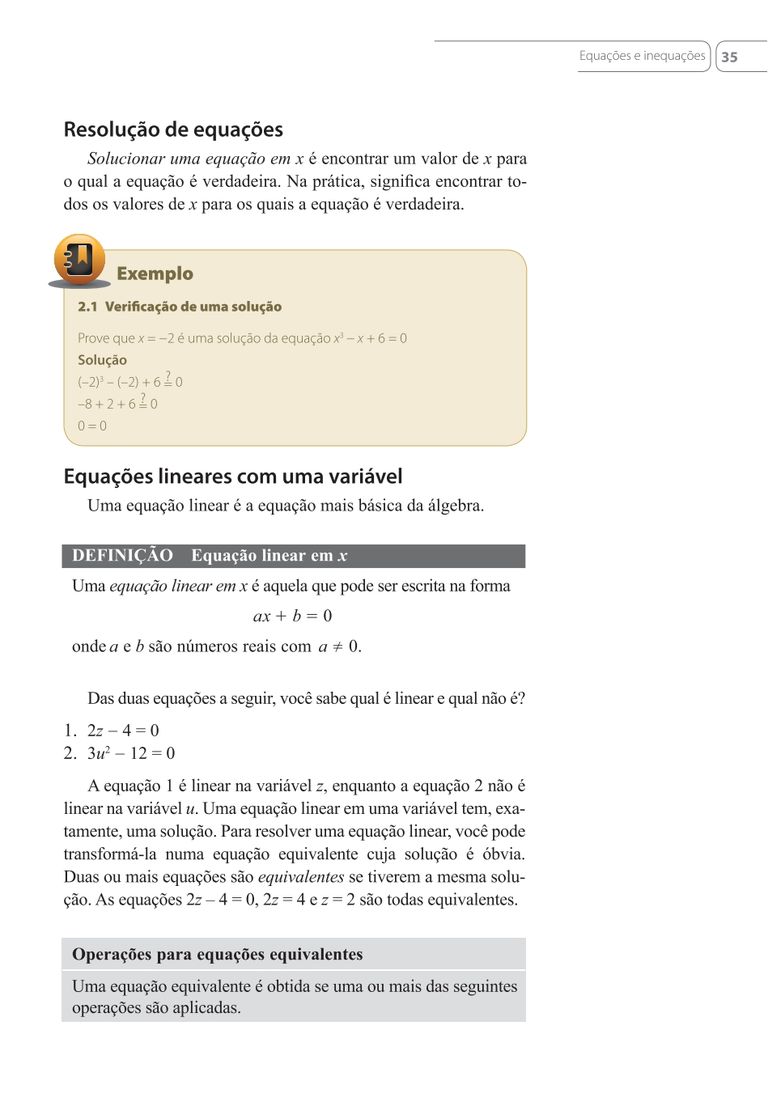 Equações e inequações 35
Resolução de equações
Solucionar uma equação em x é encontrar um valor de x para
o qual a equação é verdadeira. Na prática, significa encontrar to-
dos os valores de x para os quais a equação é verdadeira.
Exemplo
2.1 Verificação de uma solução
Prove que x = −2 é uma solução da equação x³ − x + 6 = 0
Solução
(–2)³ – (–2) + 6 ≟ 0
–8 + 2 + 6 ≟ 0
0 = 0
Equações lineares com uma variável
Uma equação linear é a equação mais básica da álgebra.
DEFINIÇÃO Equação linear em x
Uma equação linear em x é aquela que pode ser escrita na forma
ax + b = 0
onde a e b são números reais com a ≠ 0.
Das duas equações a seguir, você sabe qual é linear e qual não é?
1. 2z − 4 = 0
2. 3u² − 12 = 0
A equação 1 é linear na variável z, enquanto a equação 2 não é
linear na variável u. Uma equação linear em uma variável tem, exa-
tamente, uma solução. Para resolver uma equação linear, você pode
transformá-la numa equação equivalente cuja solução é óbvia.
Duas ou mais equações são equivalentes se tiverem a mesma solu-
ção. As equações 2z – 4 = 0, 2z = 4 e z = 2 são todas equivalentes.
Operações para equações equivalentes
Uma equação equivalente é obtida se uma ou mais das seguintes
operações são aplicadas.